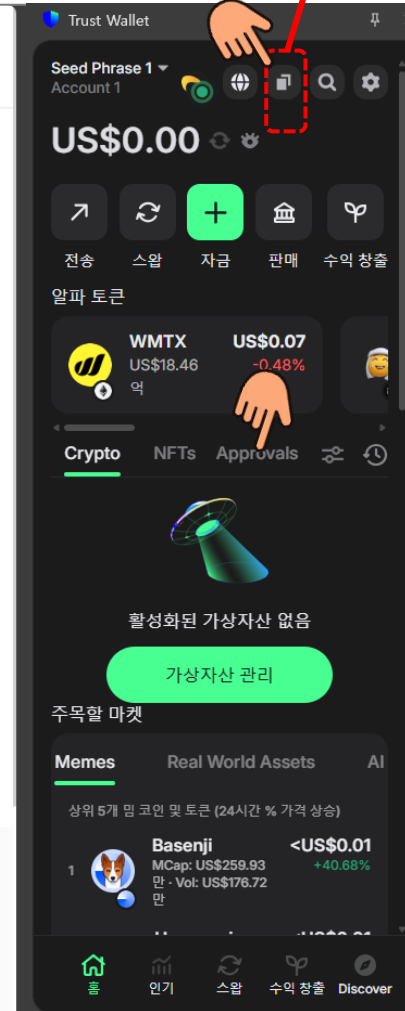 Trust Wallet
Seed Phrase 1
Account 1
US$0.00
전송
스왑
자금
판매
수익 창출
알파 토큰
WMTX US$0.07
US$18.46 -0.48%
억
Crypto NFTs Approvals
활성화된 가상자산 없음
가상자산 관리
주목할 마켓
Memes Real World Assets AI
상위 5개 밈 코인 및 토큰 (24시간 % 가격 상승)
1
Basenji <US$0.01
MCap: US$259.93 +40.68%
만 · Vol: US$176.72
만
홈
인기
스왑
수익 창출
Discover